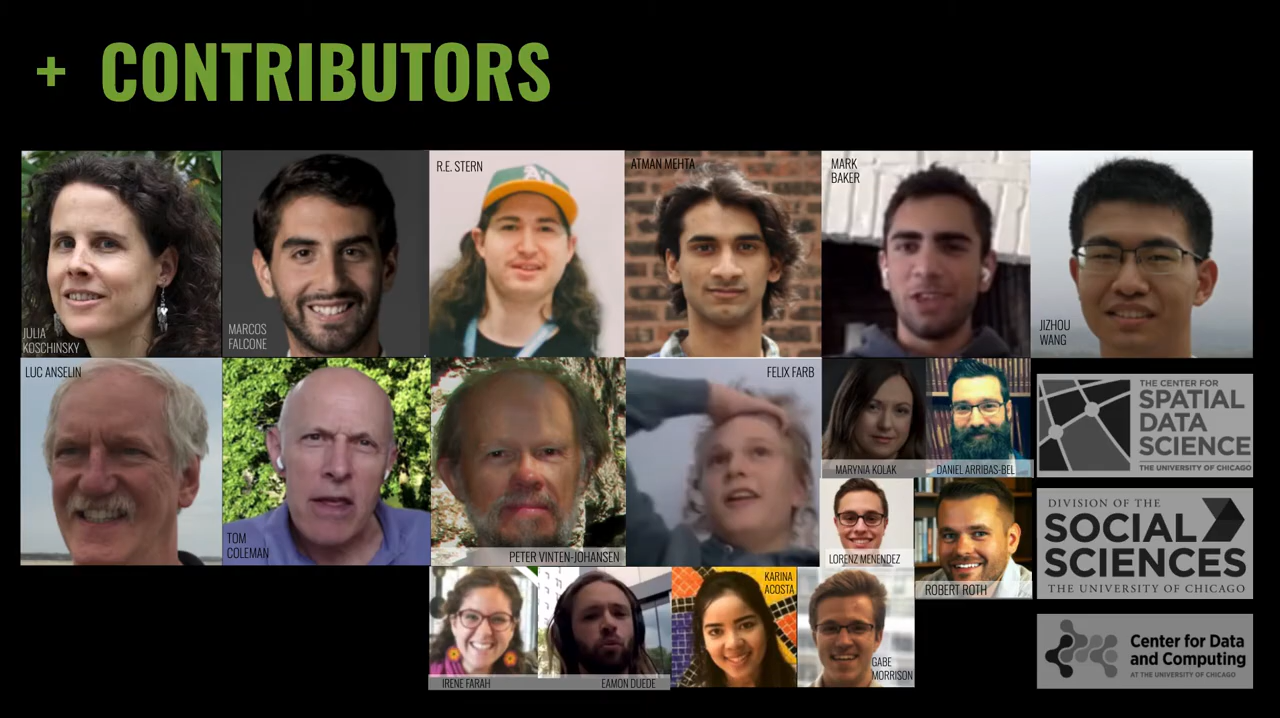 + CONTRIBUTORS
JULIA
KOSCHINSKY
MARCOS
FALCONE
R.E. STERN
ATMAN MEHTA
MARK
BAKER
JIZHOU
WANG
LUC ANSELIN
TOM
COLEMAN
PETER VINTEN-JOHANSEN
FELIX FARB
MARYNIA KOLAK
DANIEL ARRIBAS-BEL
LORENZ MENENDEZ
ROBERT ROTH
IRENE FARAH
EAMON DUEDE
KARINA
ACOSTA
GABE
MORRISON
THE CENTER FOR
SPATIAL
DATA
SCIENCE
THE UNIVERSITY OF CHICAGO
DIVISION OF THE
SOCIAL
SCIENCES
THE UNIVERSITY OF CHICAGO
Center for Data
and Computing
AT THE UNIVERSITY OF CHICAGO